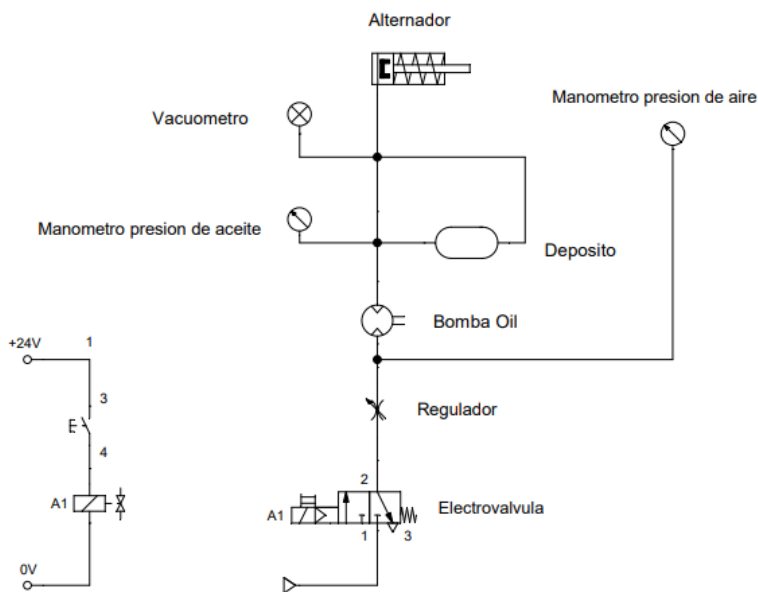 Alternador
Manometro presion de aire
Vacuometro
Manometro presion de aceite
Deposito
Bomba Oil
+24V
1
3
Regulador
4
2
A1
A1
Electrovalvula
1
3
0V